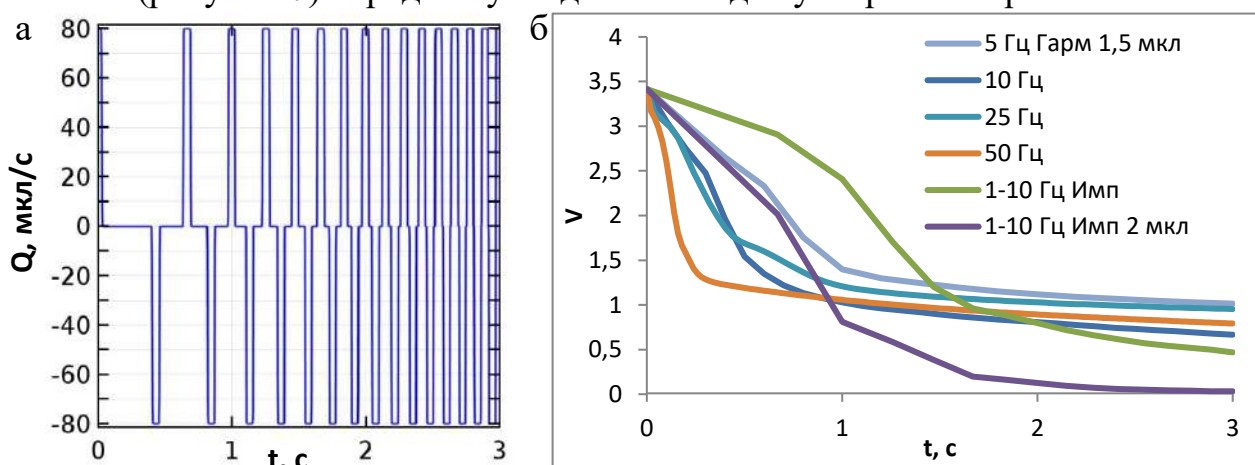 а
80
60
40
20
0
-20
-40
-60
-80
Q, мкл/с
0
1
2
3
t, с
б
4
3,5
3
2,5
2
1,5
1
0,5
0
V
0
1
2
3
t, с
5 Гц Гарм 1,5 мкл
10 Гц
25 Гц
50 Гц
1-10 Гц Имп
1-10 Гц Имп 2 мкл